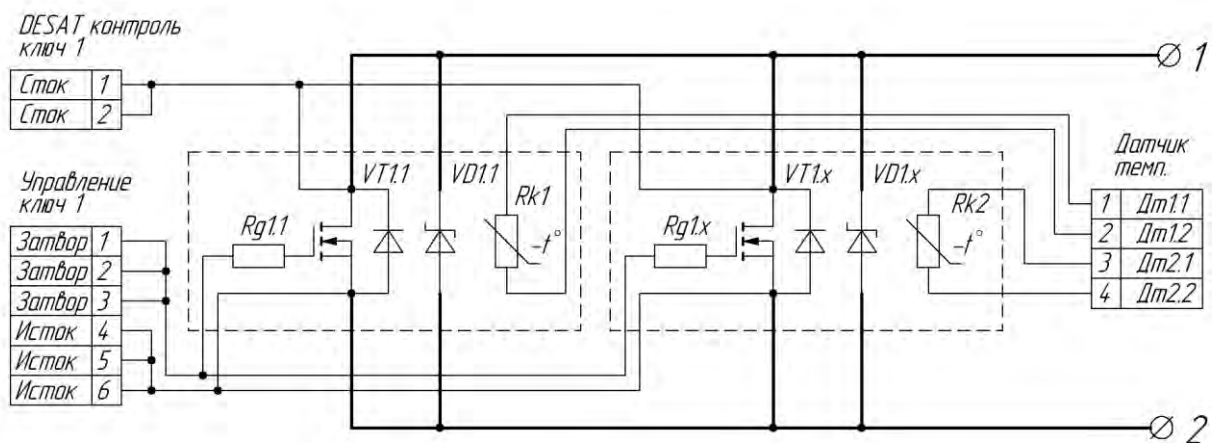 DESAT контроль
ключ 1
Сток 1
Сток 2
Управление
ключ 1
Затвор 1
Затвор 2
Затвор 3
Исток 4
Исток 5
Исток 6
VT1.1
VD1.1
Rk1
Rg1.1
-t°
VT1.x
VD1.x
Rk2
Rg1.x
-t°
1
2
Датчик
темп.
1 Дт1.1
2 Дт1.2
3 Дт2.1
4 Дт2.2